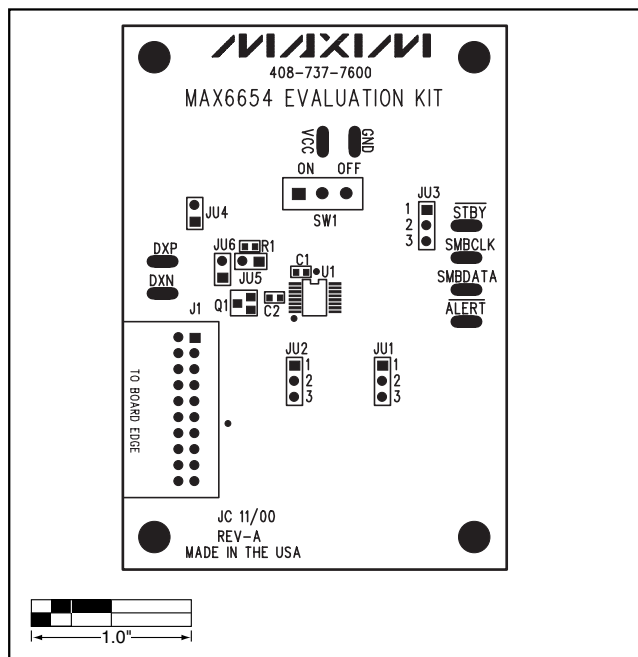 MAXIM
408-737-7600
MAX6654 EVALUATION KIT
VCC
GND
ON OFF
SW1
JU3
1
2
3
STBY
SMBCLK
SMBDATA
ALERT
JU4
DXP
DXN
JU6
R1
JU5
C1
U1
Q1
C2
J1
TO BOARD EDGE
JU2
1
2
3
JU1
1
2
3
JC 11/00
REV-A
MADE IN THE USA
1.0"